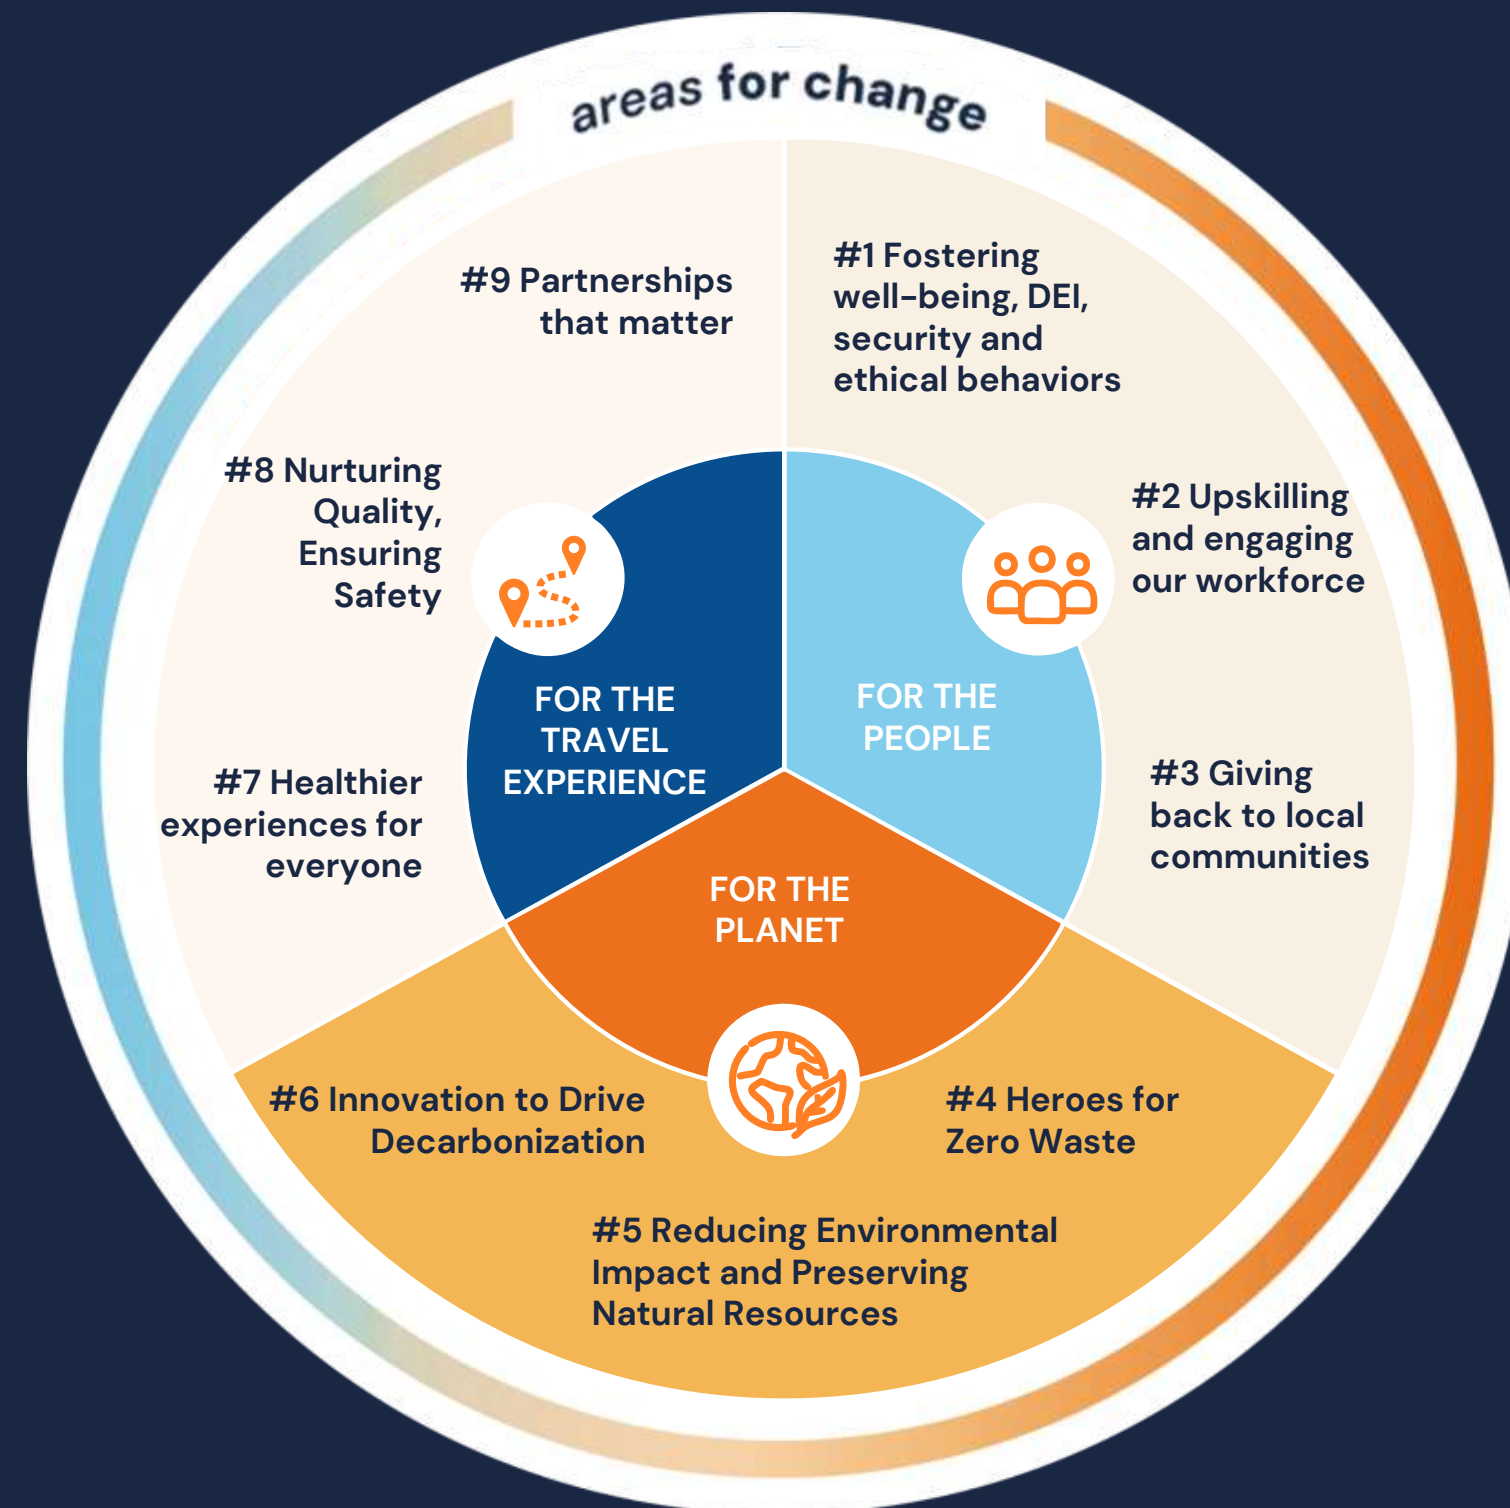 areas for change
#1 Fostering
well-being, DEI,
security and
ethical behaviors
#2 Upskilling
and engaging
our workforce
#3 Giving
back to local
communities
#4 Heroes for
Zero Waste
#5 Reducing Environmental
Impact and Preserving
Natural Resources
#6 Innovation to Drive
Decarbonization
#7 Healthier
experiences for
everyone
#8 Nurturing
Quality,
Ensuring
Safety
#9 Partnerships
that matter
FOR THE
TRAVEL
EXPERIENCE
FOR THE
PEOPLE
FOR THE
PLANET